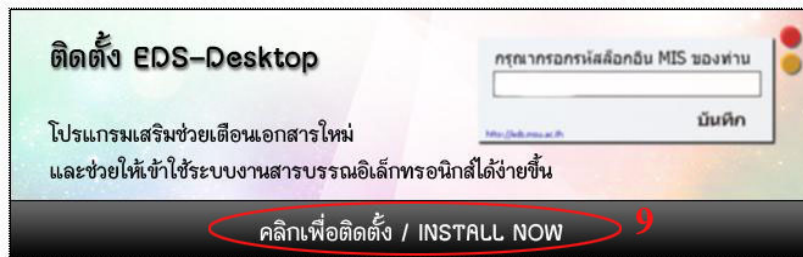 ติดตั้ง EDS-Desktop
กรุณากรอกรหัสล็อกอิน MIS ของท่าน
บันทึก
http://eds.msu.ac.th
โปรแกรมเสริมช่วยเตือนเอกสารใหม่
และช่วยให้เข้าใช้ระบบงานสารบรรณอิเล็กทรอนิกส์ได้ง่ายขึ้น
คลิกเพื่อติดตั้ง / INSTALL NOW
9